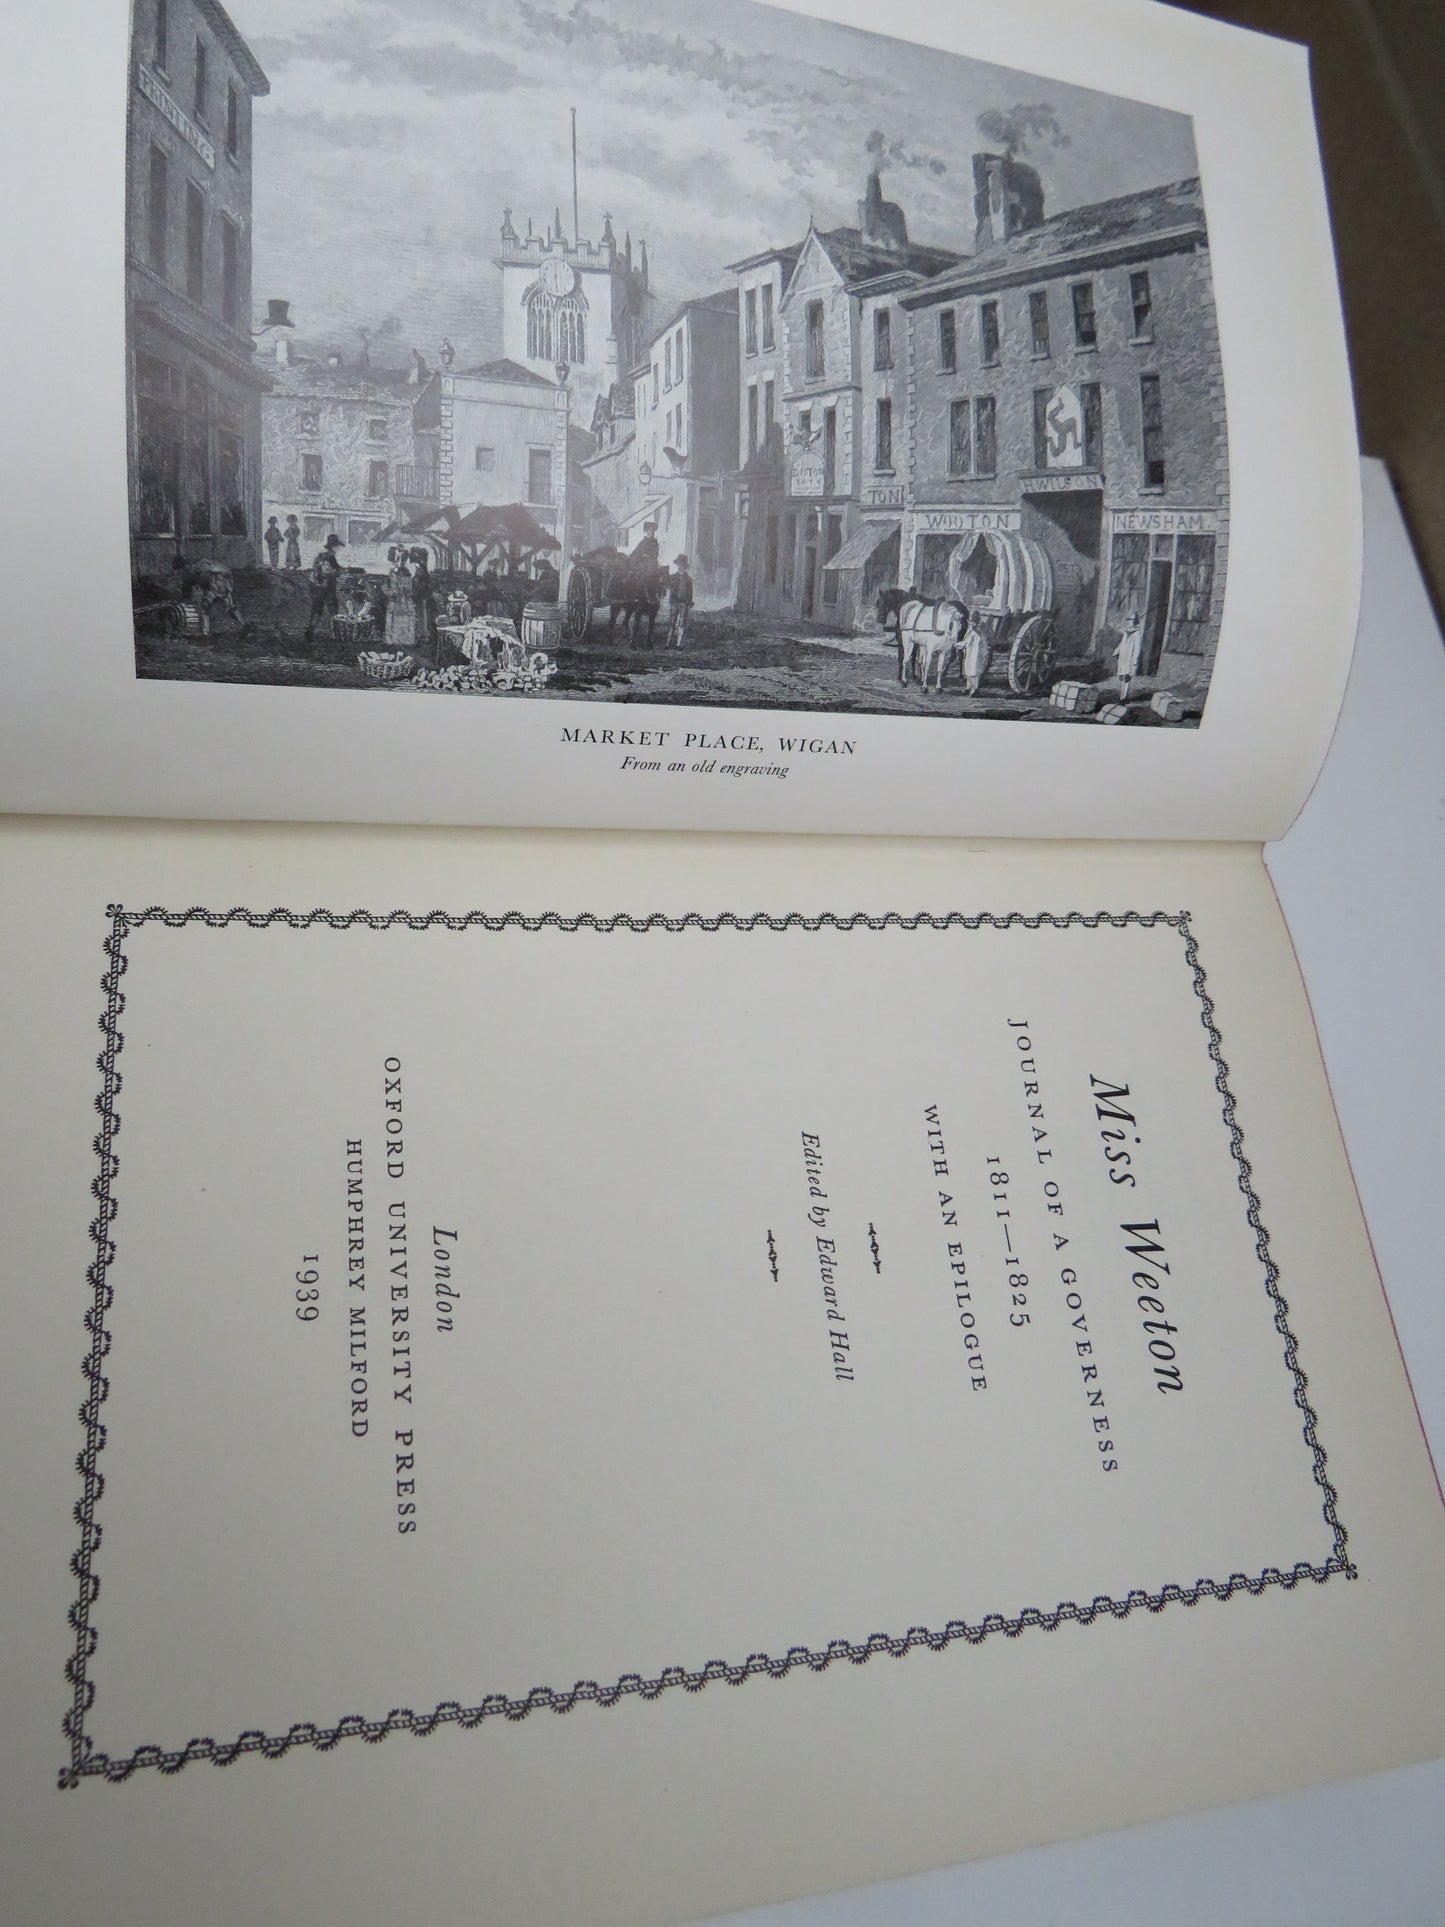 PRINTING
H. WILSON
TON
WOOTON
NEWSHAM.
MARKET PLACE, WIGAN
From an old engraving
Miss Weeton
JOURNAL OF A GOVERNESS
1811—1825
WITH AN EPILOGUE
Edited by Edward Hall
London
OXFORD UNIVERSITY PRESS
HUMPHREY MILFORD
1939